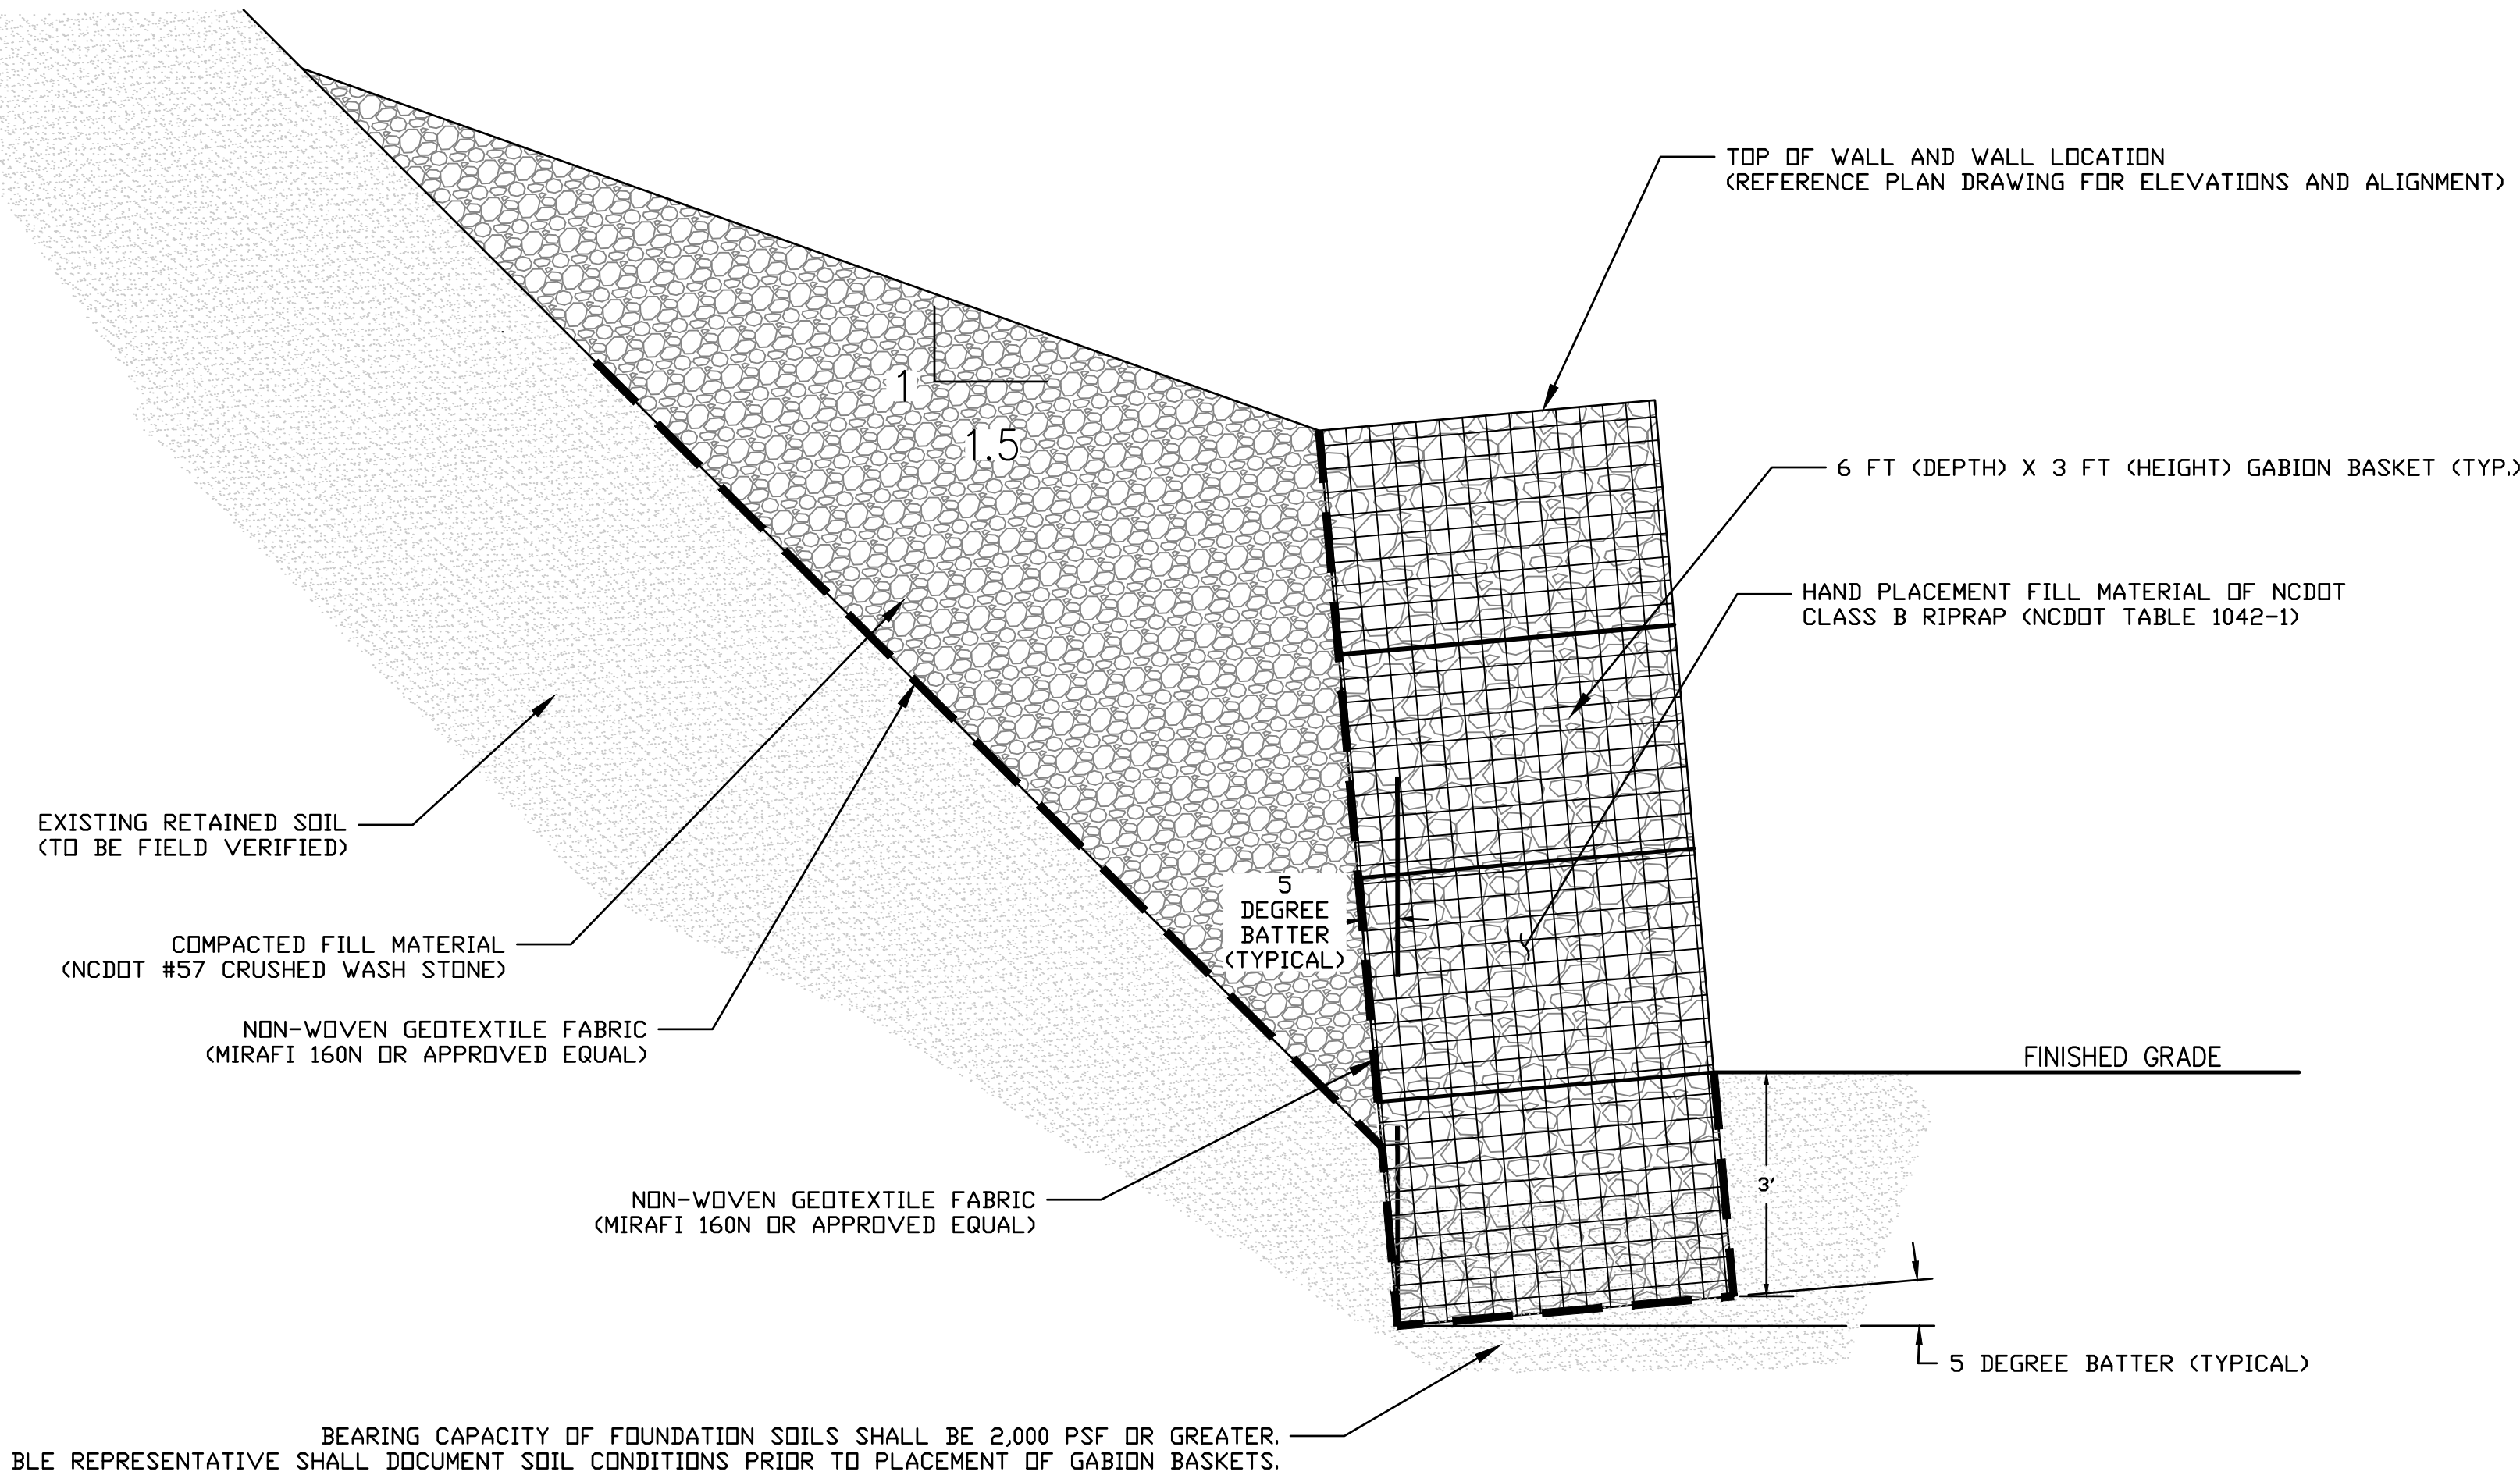 TOP OF WALL AND WALL LOCATION
(REFERENCE PLAN DRAWING FOR ELEVATIONS AND ALIGNMENT)
1
1.5
6 FT (DEPTH) X 3 FT (HEIGHT) GABION BASKET (TYP.)
HAND PLACEMENT FILL MATERIAL OF NCDOT
CLASS B RIPRAP (NCDOT TABLE 1042-1)
EXISTING RETAINED SOIL
(TO BE FIELD VERIFIED)
5
DEGREE
BATTER
(TYPICAL)
COMPACTED FILL MATERIAL
(NCDOT #57 CRUSHED WASH STONE)
NON-WOVEN GEOTEXTILE FABRIC
(MIRAFI 160N OR APPROVED EQUAL)
FINISHED GRADE
NON-WOVEN GEOTEXTILE FABRIC
(MIRAFI 160N OR APPROVED EQUAL)
3'
5 DEGREE BATTER (TYPICAL)
BEARING CAPACITY OF FOUNDATION SOILS SHALL BE 2,000 PSF OR GREATER.
BLE REPRESENTATIVE SHALL DOCUMENT SOIL CONDITIONS PRIOR TO PLACEMENT OF GABION BASKETS.